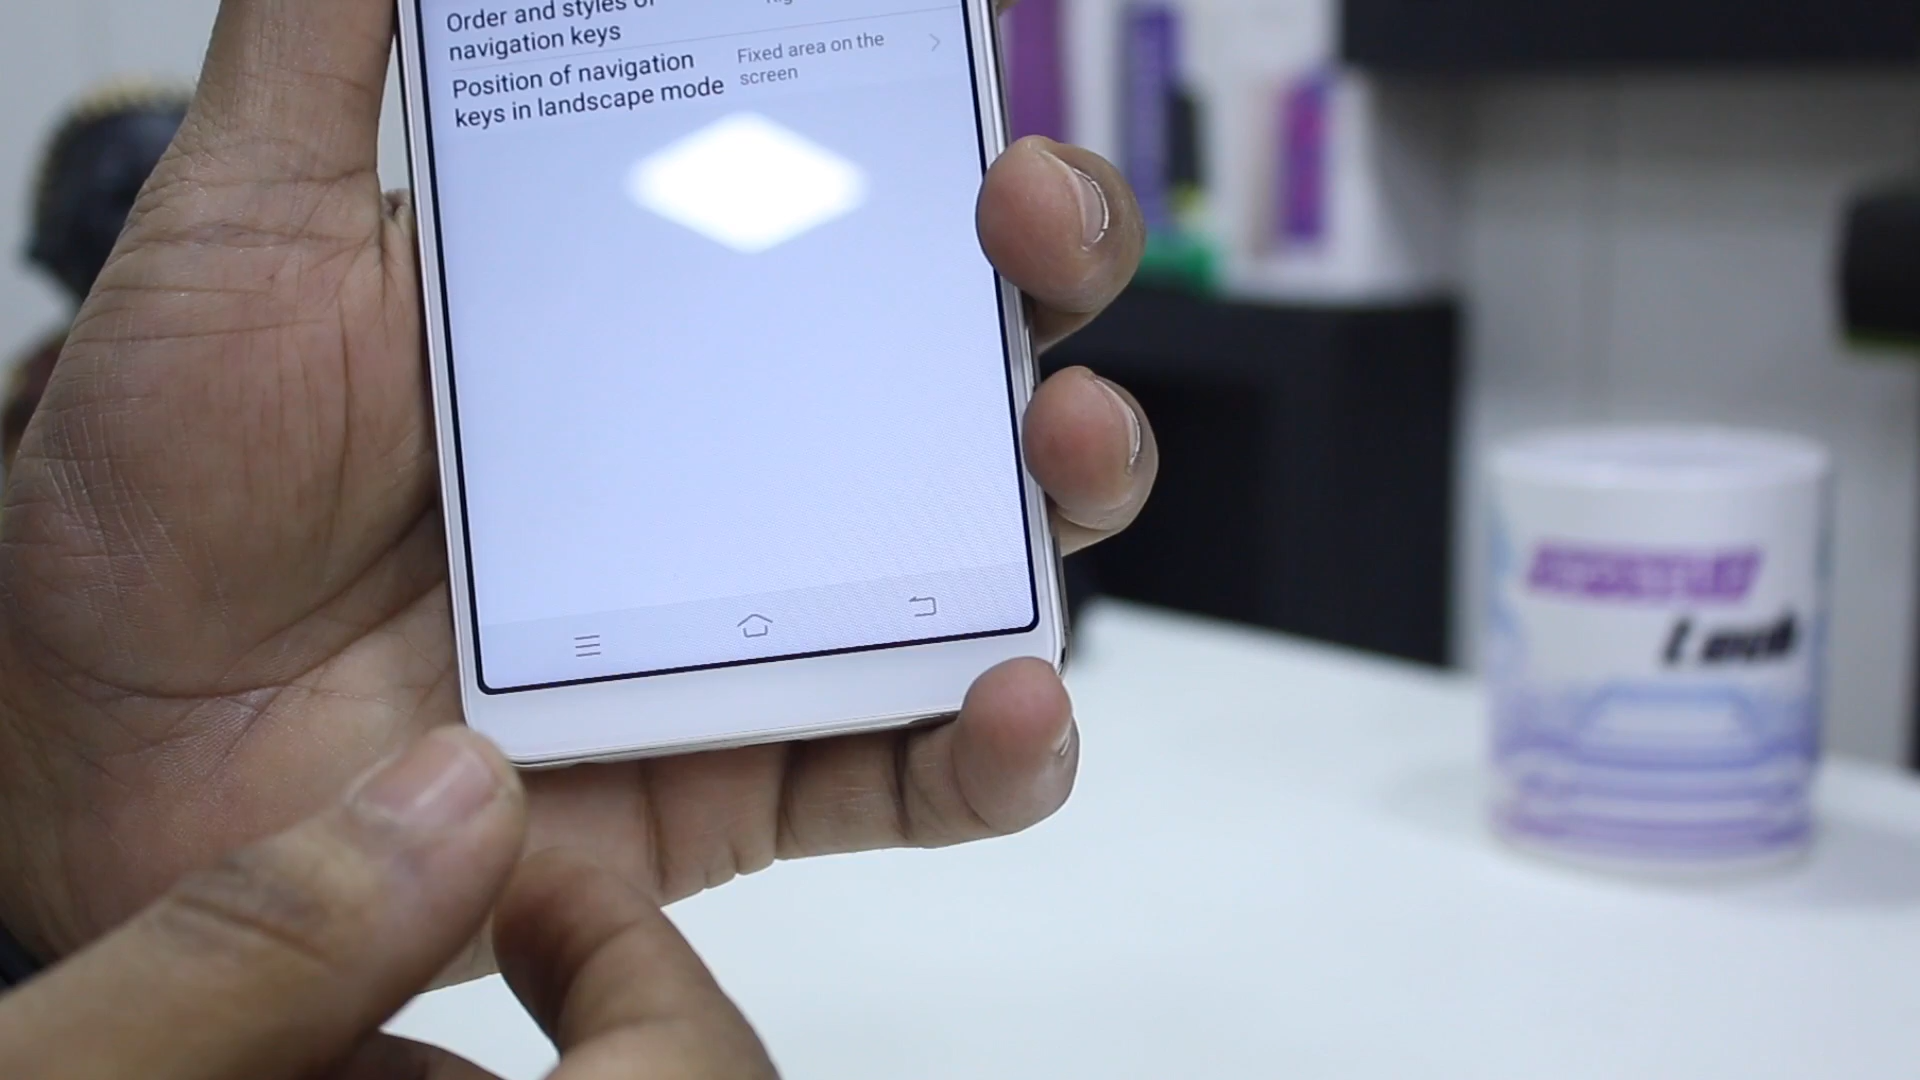 Order and styles of
navigation keys
Position of navigation
keys in landscape mode
Fixed area on the
screen